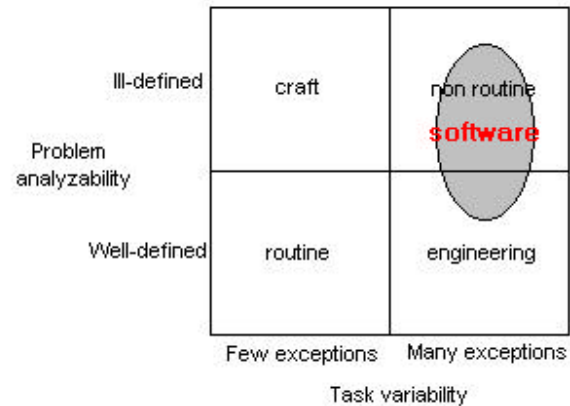 Ill-defined
craft
non routine
software
Problem
analyzability
Well-defined
routine
engineering
Few exceptions
Many exceptions
Task variability